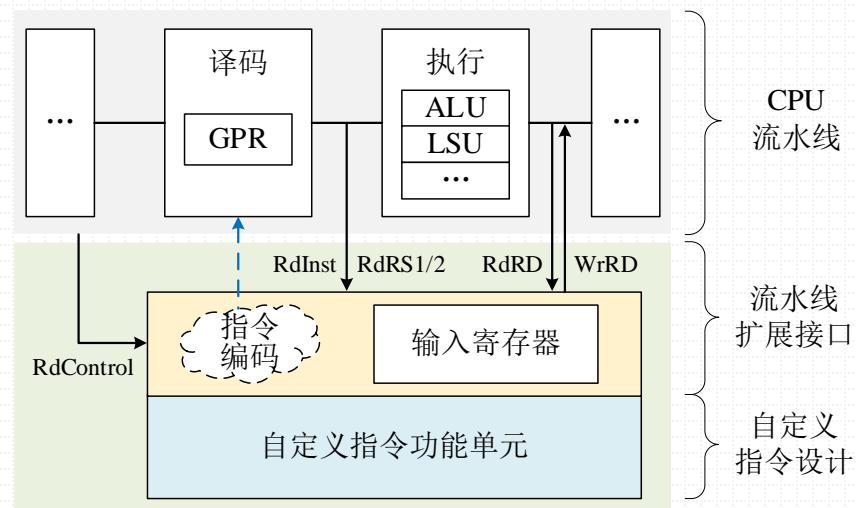 ...
译码
GPR
执行
ALU
LSU
...
...
CPU
流水线
RdInst
RdRS1/2
RdRD
WrRD
RdControl
指令
编码
输入寄存器
流水线
扩展接口
自定义指令功能单元
自定义
指令设计